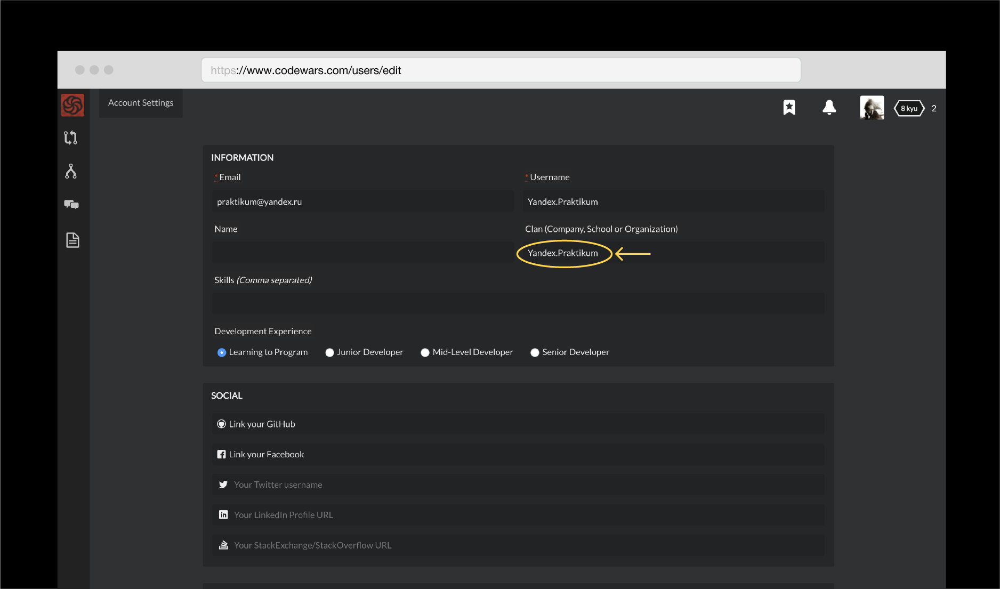 https://www.codewars.com/users/edit
Account Settings
8 kyu 2
INFORMATION
* Email
* Username
praktikum@yandex.ru
Yandex.Praktikum
Name
Clan (Company, School or Organization)
Yandex.Praktikum
Skills (Comma separated)
Development Experience
Learning to Program Junior Developer Mid-Level Developer Senior Developer
SOCIAL
Link your GitHub
Link your Facebook
Your Twitter username
Your LinkedIn Profile URL
Your StackExchange/StackOverflow URL